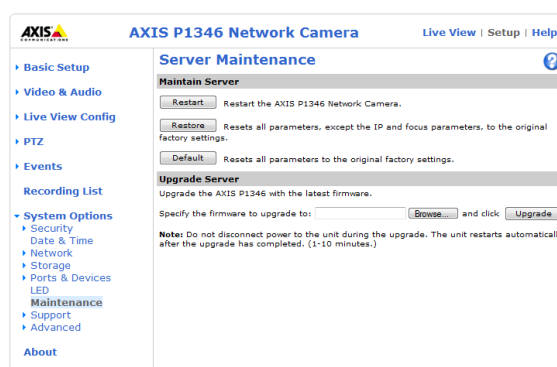 AXIS
COMMUNICATIONS
AXIS P1346 Network Camera
Live View | Setup | Help
Basic Setup
Video & Audio
Live View Config
PTZ
Events
Recording List
System Options
Security
Date & Time
Network
Storage
Ports & Devices
LED
Maintenance
Support
Advanced
About
Server Maintenance
?
Maintain Server
Restart Restart the AXIS P1346 Network Camera.
Restore Resets all parameters, except the IP and focus parameters, to the original
factory settings.
Default Resets all parameters to the original factory settings.
Upgrade Server
Upgrade the AXIS P1346 with the latest firmware.
Specify the firmware to upgrade to: Browse... and click Upgrade
Note: Do not disconnect power to the unit during the upgrade. The unit restarts automaticall
after the upgrade has completed. (1-10 minutes.)